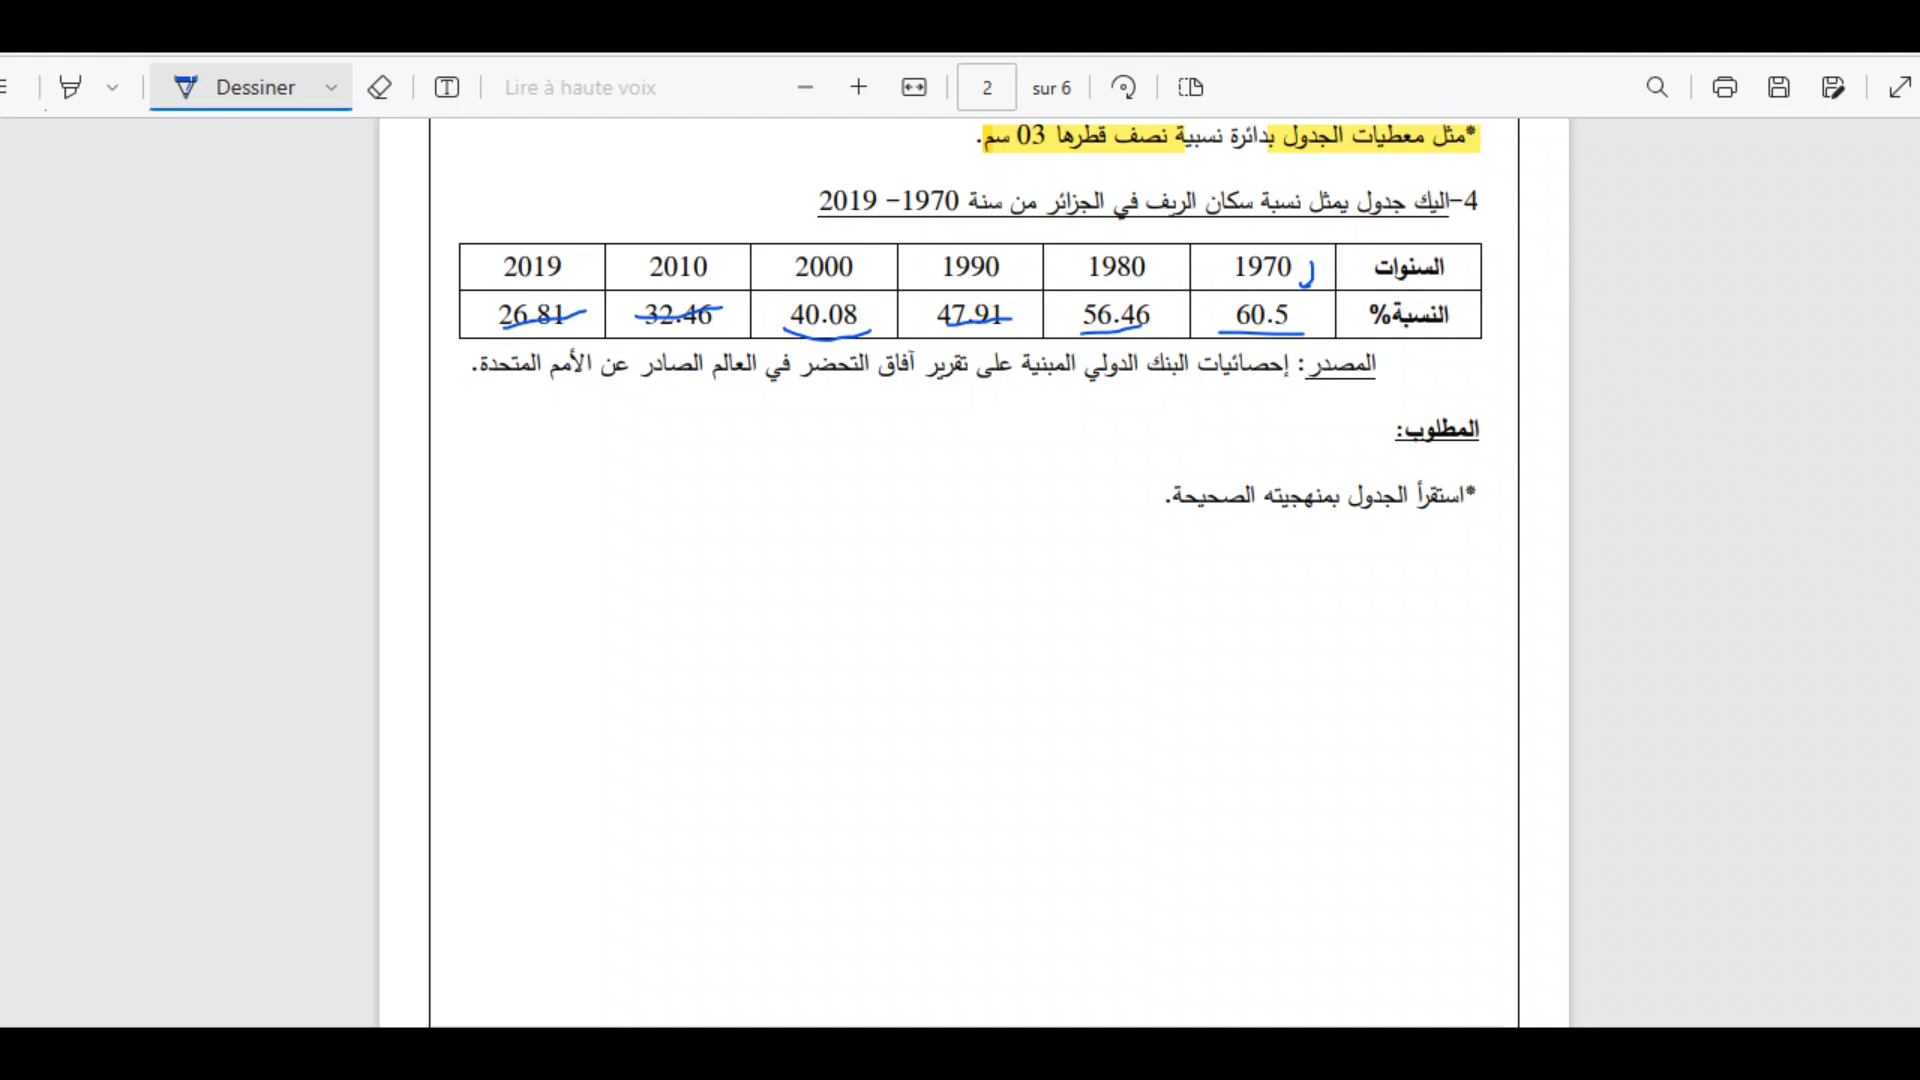 Dessiner
Lire à haute voix
2 sur 6
*مثل معطيات الجدول بدائرة نسبية نصف قطرها 03 سم.
4-اليك جدول يمثل نسبة سكان الريف في الجزائر من سنة 1970- 2019
السنوات 1970 1980 1990 2000 2010 2019
النسبة% 60.5 56.46 47.91 40.08 32.46 26.81
المصدر: إحصائيات البنك الدولي المبنية على تقرير آفاق التحضر في العالم الصادر عن الأمم المتحدة.
المطلوب:
*استقرأ الجدول بمنهجيته الصحيحة.